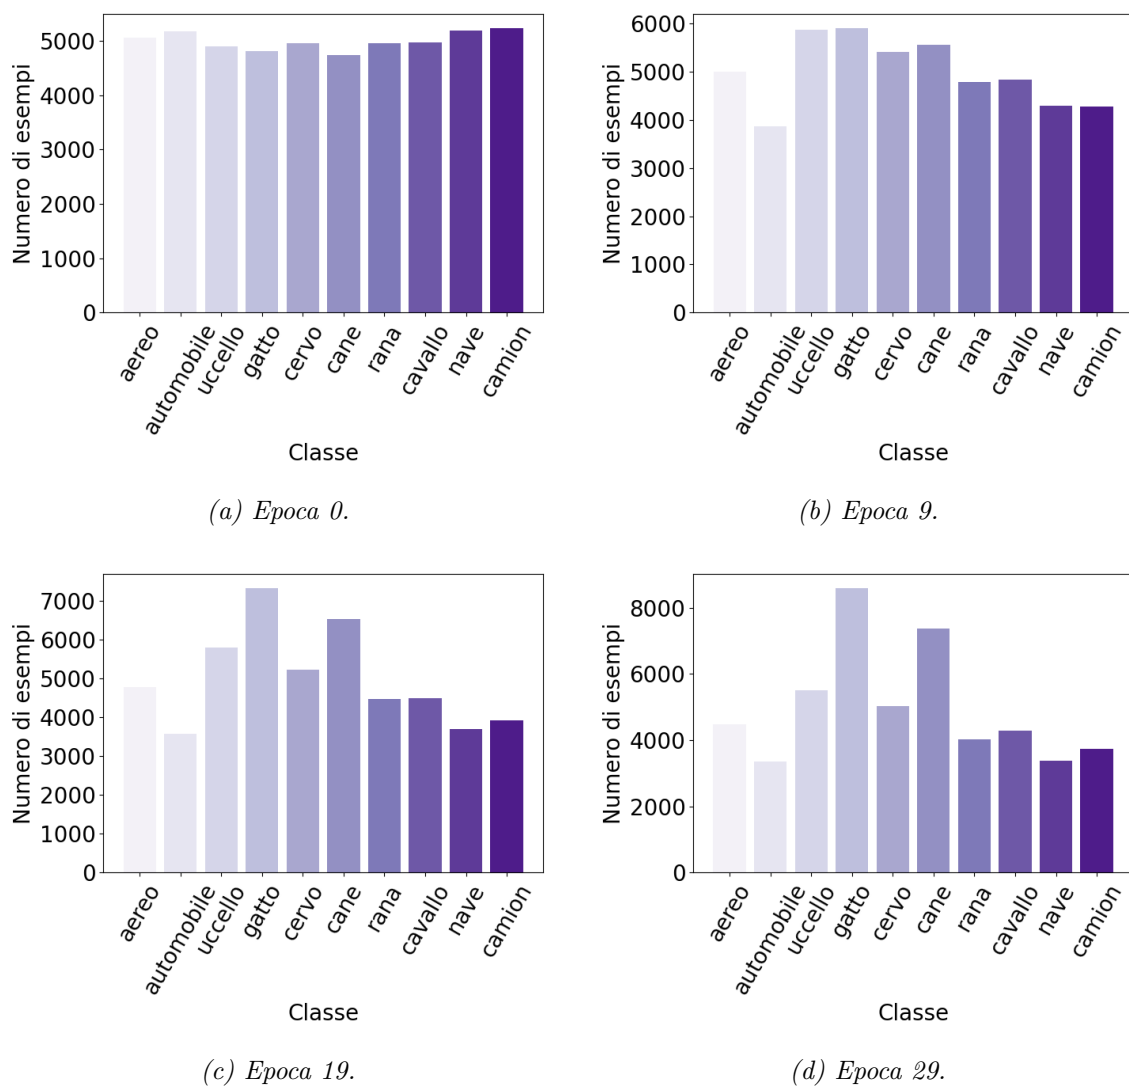 Numero di esempi
5000
4000
3000
2000
1000
0
aereo
automobile
uccello
gatto
cervo
cane
rana
cavallo
nave
camion
Classe
(a) Epoca 0.
Numero di esempi
6000
5000
4000
3000
2000
1000
0
aereo
automobile
uccello
gatto
cervo
cane
rana
cavallo
nave
camion
Classe
(b) Epoca 9.
Numero di esempi
7000
6000
5000
4000
3000
2000
1000
0
aereo
automobile
uccello
gatto
cervo
cane
rana
cavallo
nave
camion
Classe
(c) Epoca 19.
Numero di esempi
8000
6000
4000
2000
0
aereo
automobile
uccello
gatto
cervo
cane
rana
cavallo
nave
camion
Classe
(d) Epoca 29.